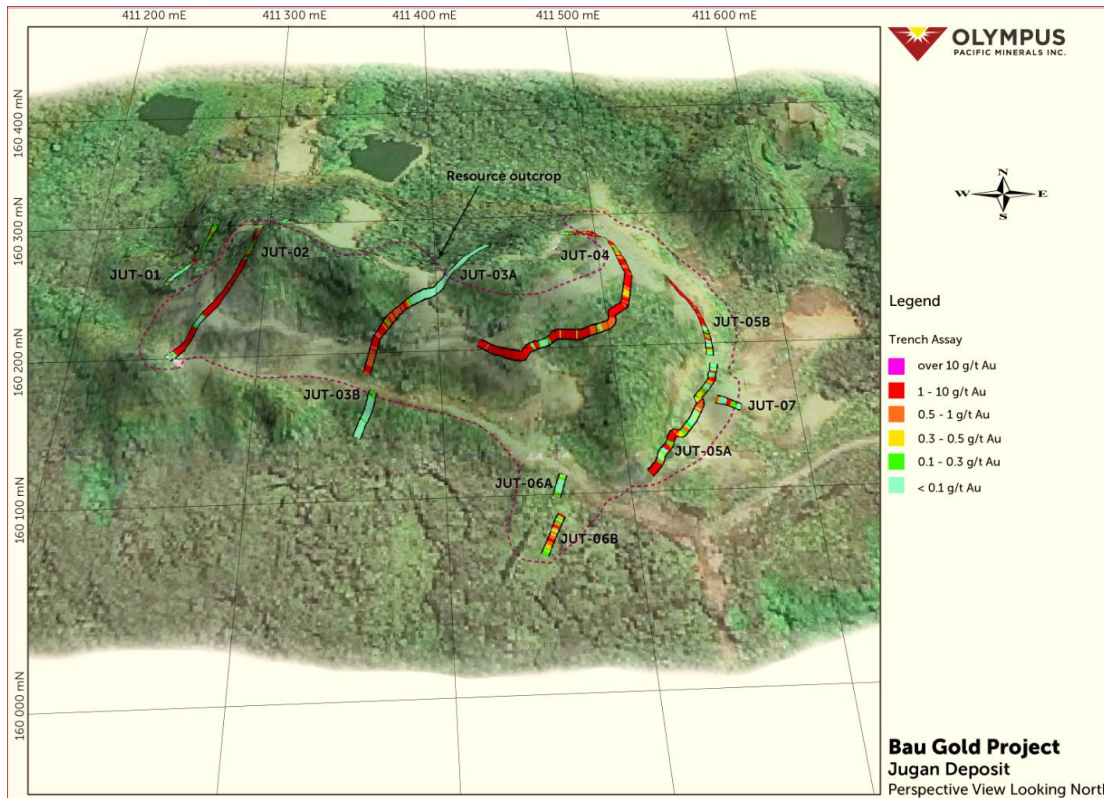 411 200 mE
411 300 mE
411 400 mE
411 500 mE
411 600 mE
160 400 mN
160 300 mN
160 200 mN
160 100 mN
160 000 mN
OLYMPUS
PACIFIC MINERALS INC.
N
W E
S
Resource outcrop
JUT-01
JUT-02
JUT-03A
JUT-04
JUT-05B
JUT-03B
JUT-07
JUT-05A
JUT-06A
JUT-06B
Legend
Trench Assay
over 10 g/t Au
1 - 10 g/t Au
0.5 - 1 g/t Au
0.3 - 0.5 g/t Au
0.1 - 0.3 g/t Au
< 0.1 g/t Au
Bau Gold Project
Jugan Deposit
Perspective View Looking North